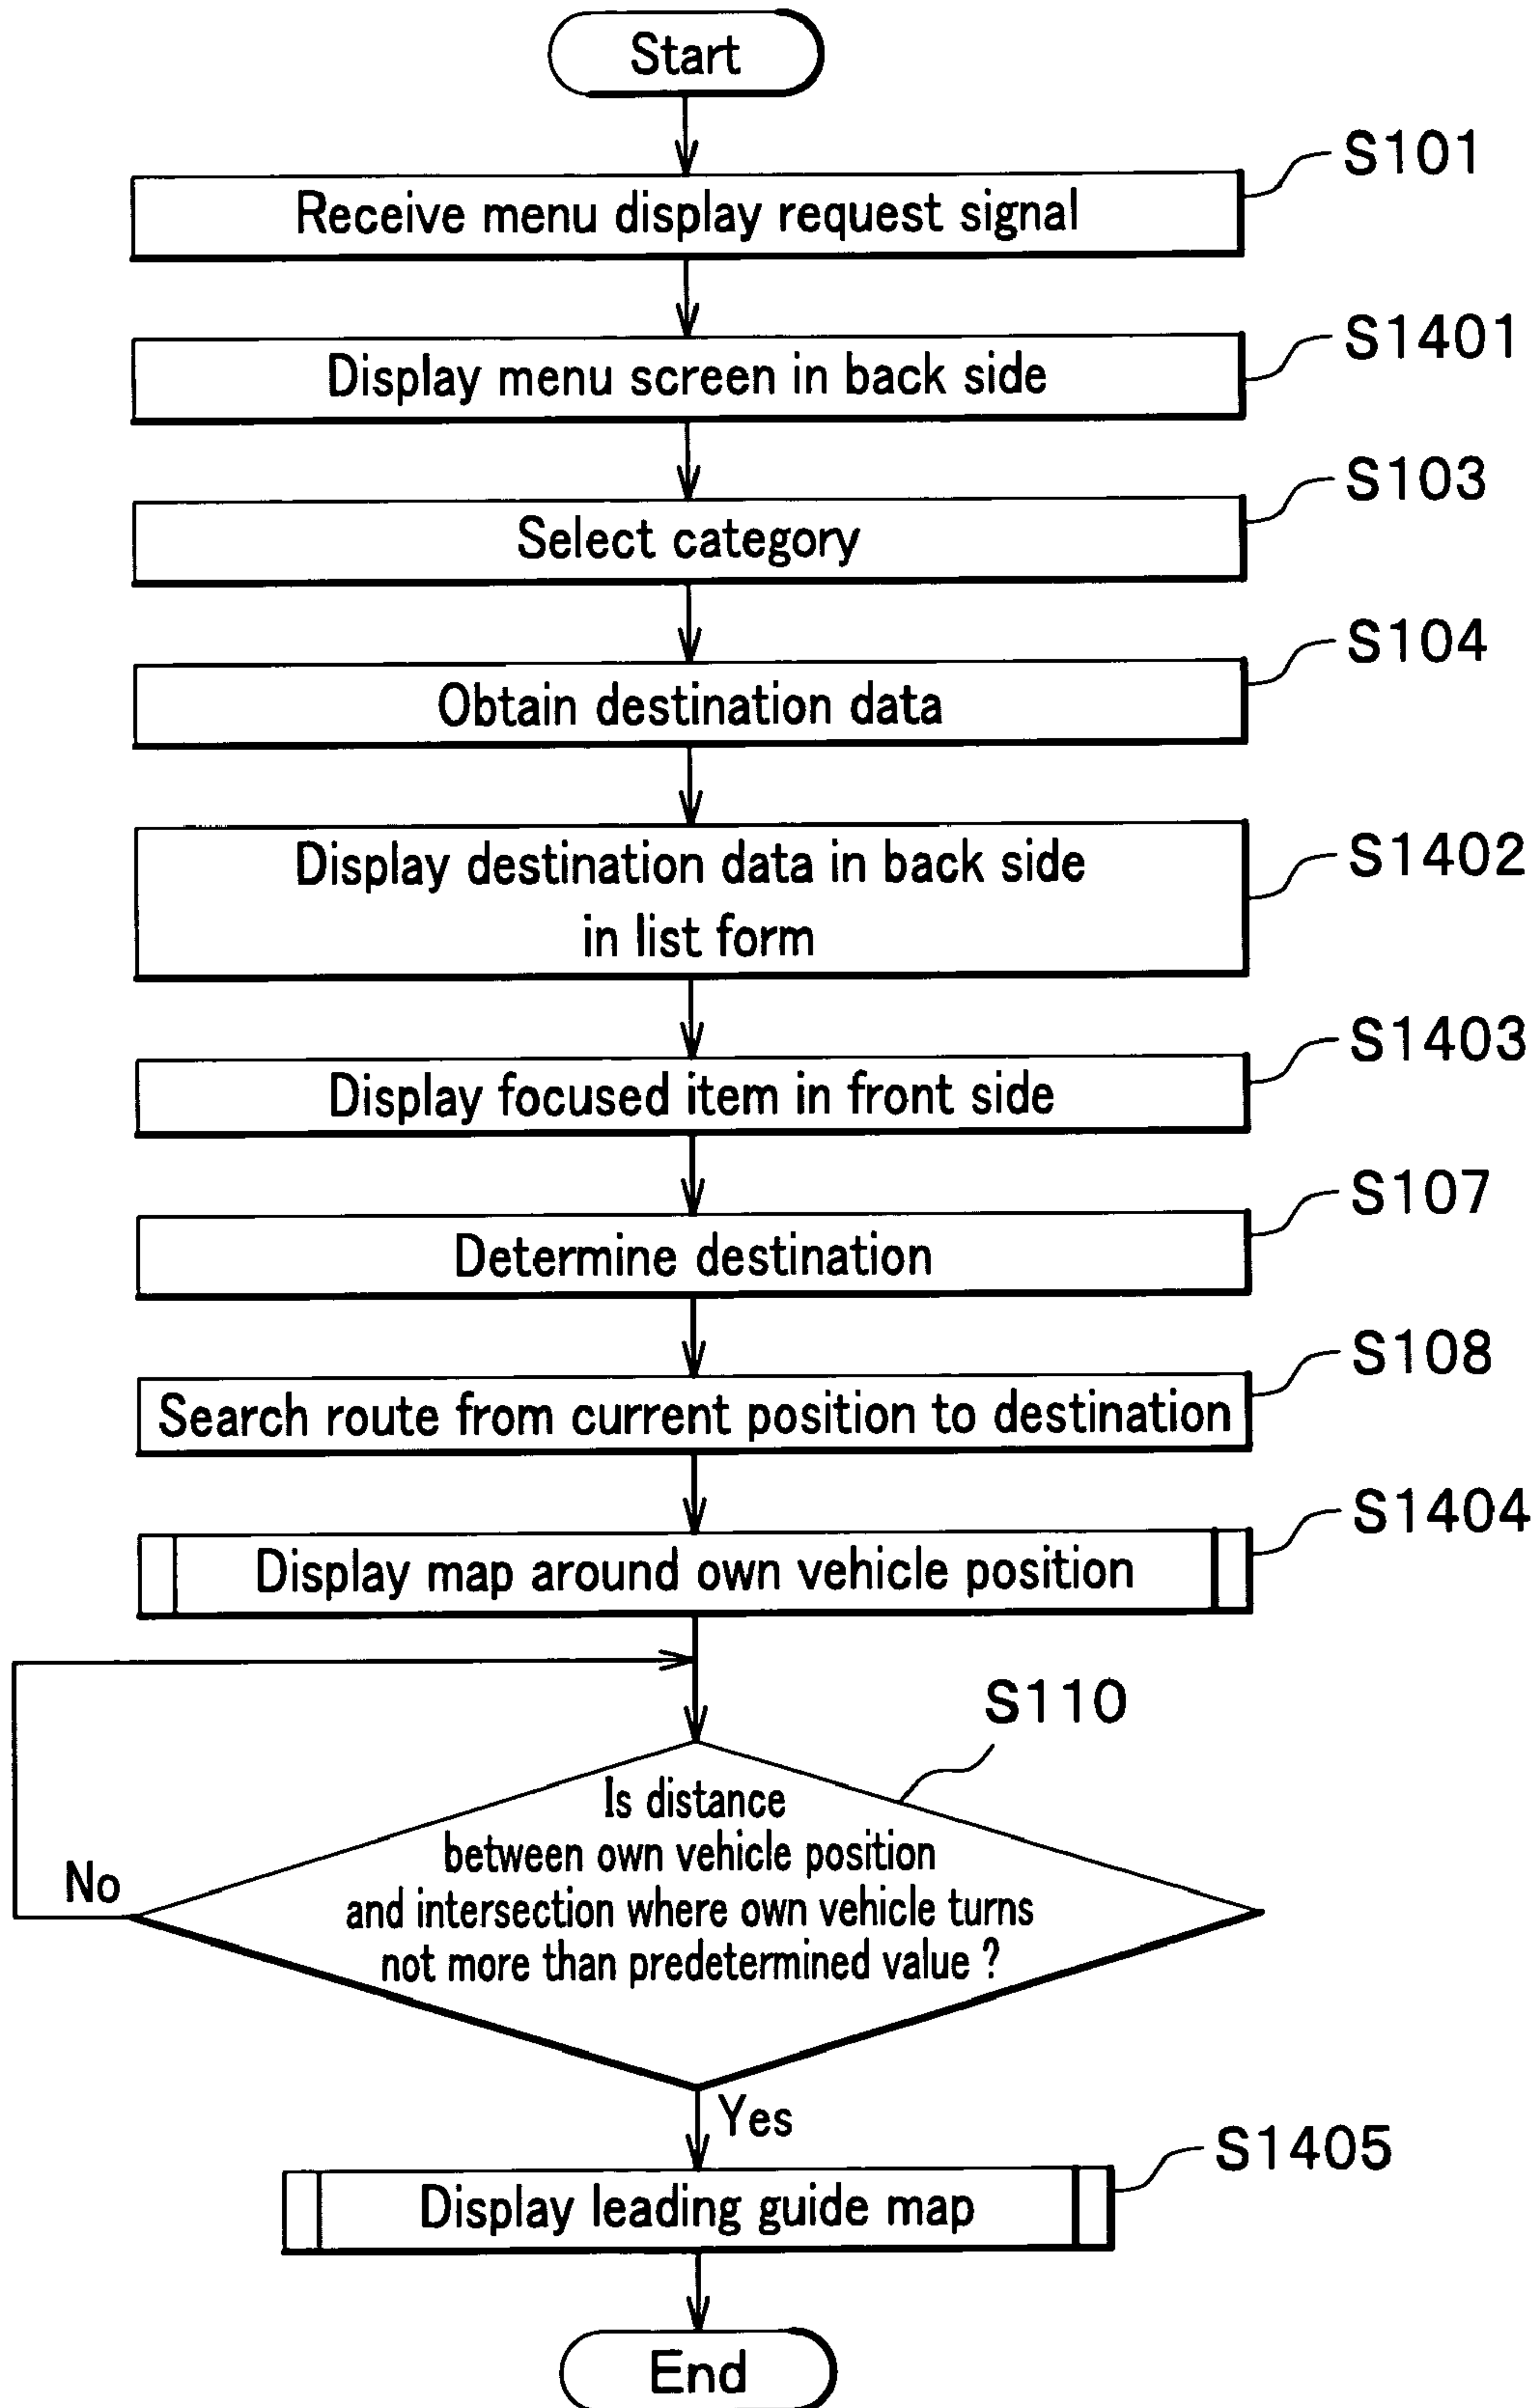 Start
S101
Receive menu display request signal
S1401
Display menu screen in back side
S103
Select category
S104
Obtain destination data
S1402
Display destination data in back side
in list form
S1403
Display focused item in front side
S107
Determine destination
S108
Search route from current position to destination
S1404
Display map around own vehicle position
S110
Is distance
between own vehicle position
and intersection where own vehicle turns
not more than predetermined value ?
No
Yes
S1405
Display leading guide map
End